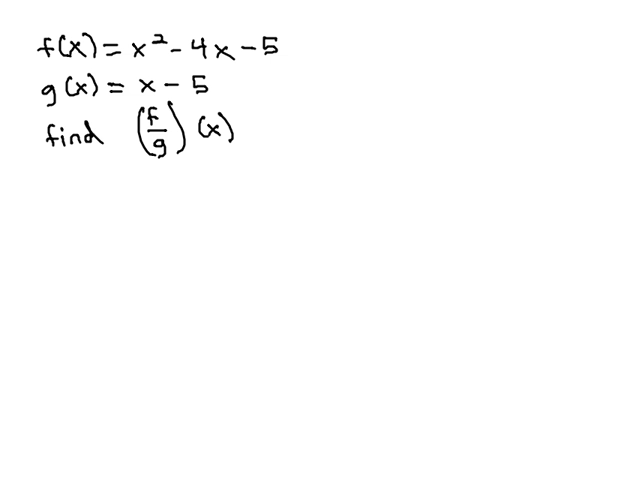 f(x) = x² - 4x - 5
g(x) = x - 5
find (f/g)(x)